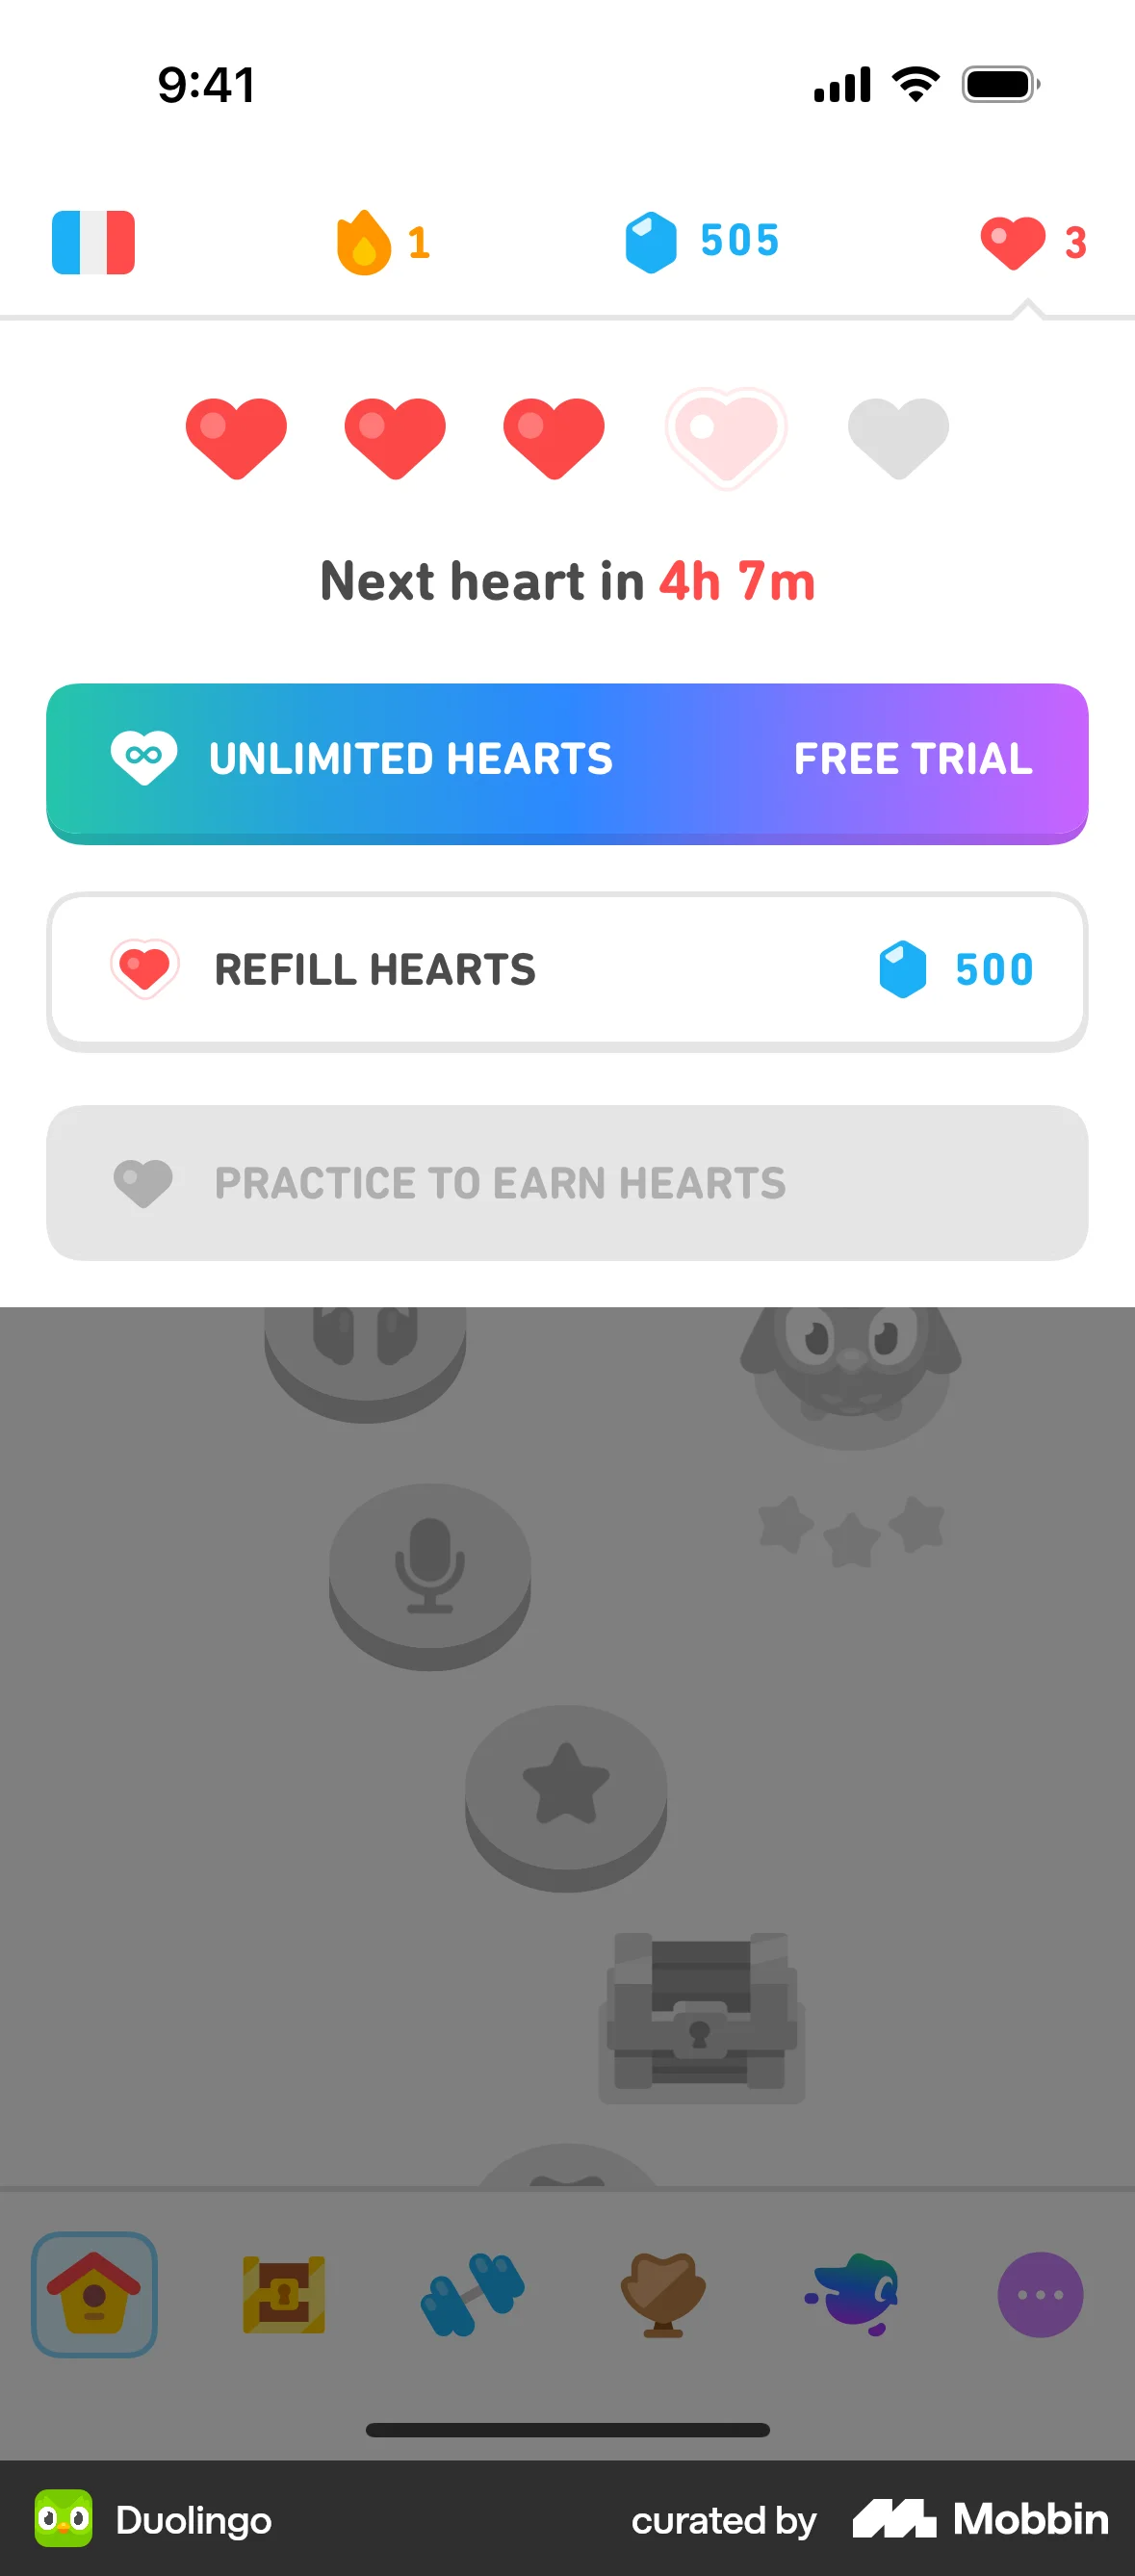 9:41
1
505
3
Next heart in 4h 7m
UNLIMITED HEARTS FREE TRIAL
REFILL HEARTS 500
PRACTICE TO EARN HEARTS
Duolingo curated by Mobbin